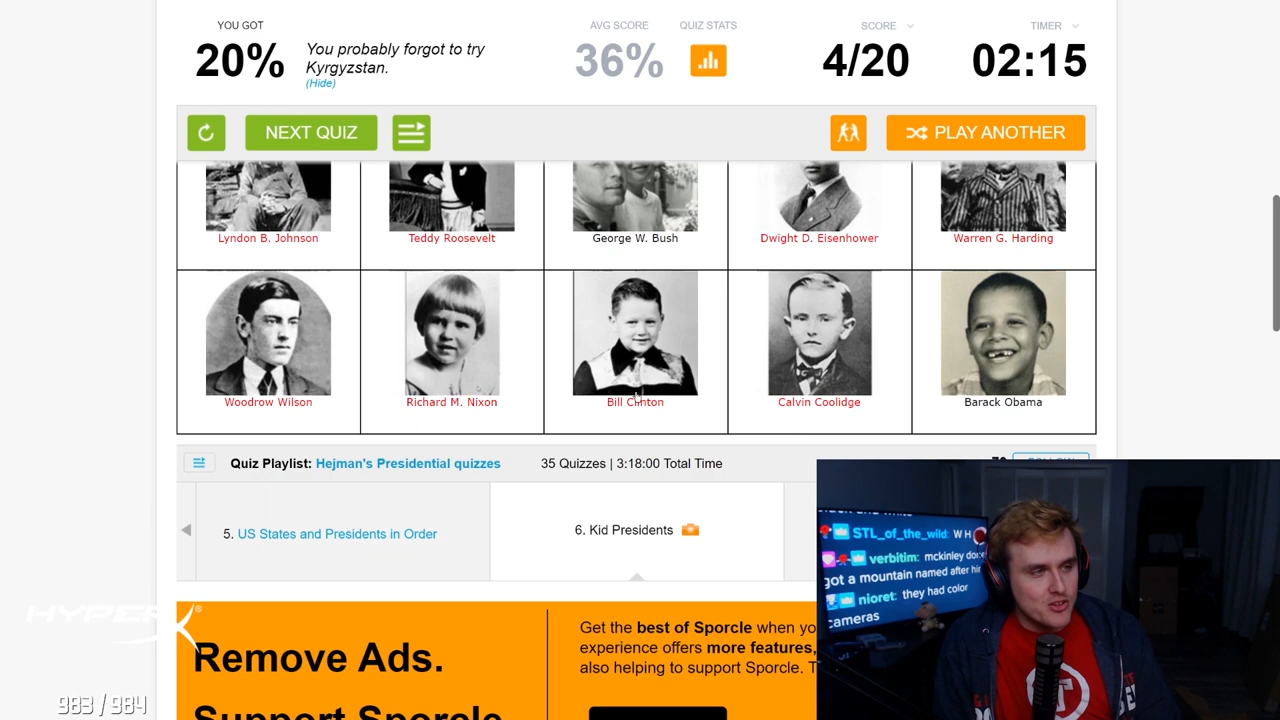 YOU GOT
20%
You probably forgot to try
Kyrgyzstan.
(Hide)
AVG SCORE
36%
QUIZ STATS
SCORE
4/20
TIMER
02:15
NEXT QUIZ
PLAY ANOTHER
Lyndon B. Johnson
Teddy Roosevelt
George W. Bush
Dwight D. Eisenhower
Warren G. Harding
Woodrow Wilson
Richard M. Nixon
Bill Clinton
Calvin Coolidge
Barack Obama
Quiz Playlist: Hejman's Presidential quizzes
35 Quizzes | 3:18:00 Total Time
5. US States and Presidents in Order
6. Kid Presidents
Remove Ads.
Support Sporcle
Get the best of Sporcle when yo
experience offers more features,
also helping to support Sporcle. T
STL_of_the_wild: W H
verbitim: mckinley don
got a mountain named after hi
nioret: they had color
cameras
HYPERX
983 / 984